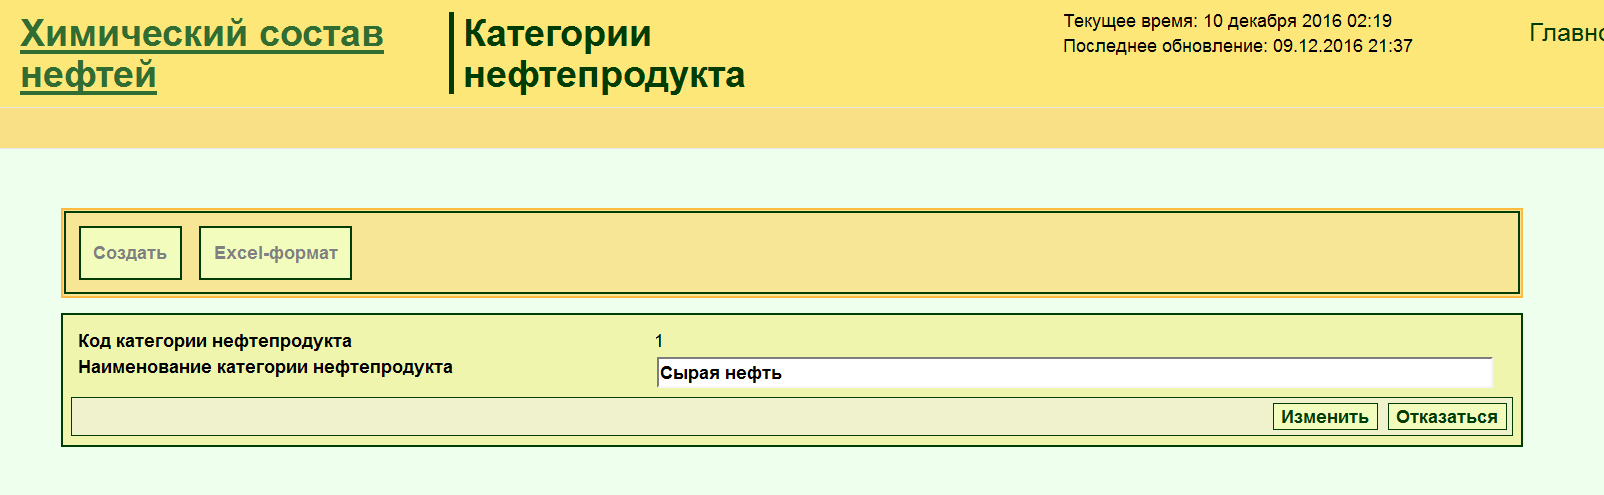 Химический состав
нефтей
Категории
нефтепродукта
Текущее время: 10 декабря 2016 02:19
Последнее обновление: 09.12.2016 21:37
Создать
Excel-формат
Код категории нефтепродукта
1
Наименование категории нефтепродукта
Сырая нефть
Изменить
Отказаться